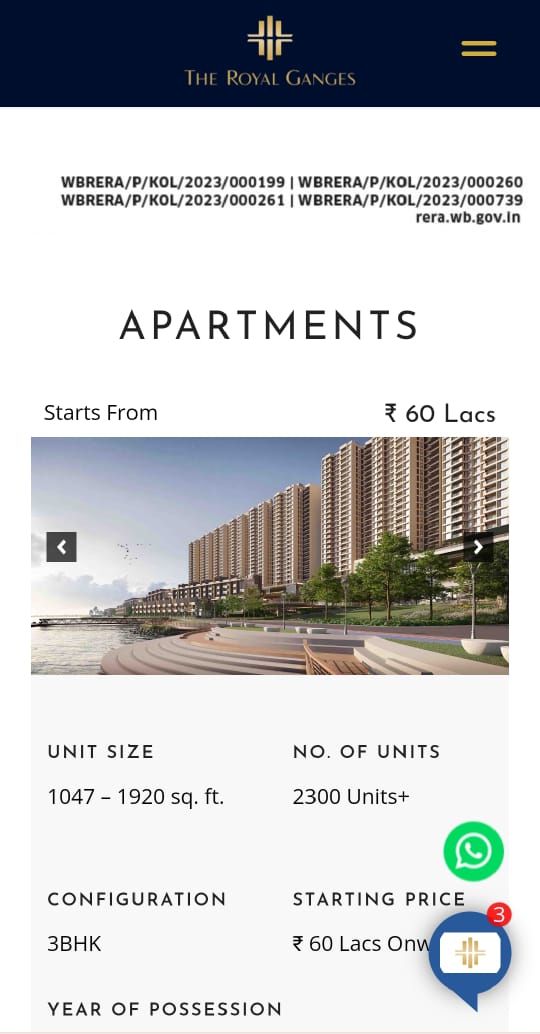 THE ROYAL GANGES
WBRERA/P/KOL/2023/000199 | WBRERA/P/KOL/2023/000260
WBRERA/P/KOL/2023/000261 | WBRERA/P/KOL/2023/000739
rera.wb.gov.in
APARTMENTS
Starts From ₹ 60 Lacs
UNIT SIZE NO. OF UNITS
1047 – 1920 sq. ft. 2300 Units+
CONFIGURATION STARTING PRICE
3
3BHK ₹ 60 Lacs
YEAR OF POSSESSION